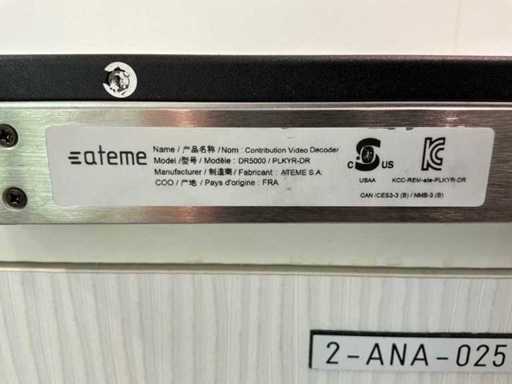 ateme
Name / 产品名称 / Nom : Contribution Video Decoder
Model /型号/ Modèle : DR5000 / PLKYR-DR
Manufacturer / 制造商 / Fabricant : ATEME S.A.
COO / 产地 / Pays d'origine : FRA
C US
USAA
KCC-REM-ate-PLKYR-DR
CAN /CES3-3 (B) / NMB-3 (B)
2-ANA-025